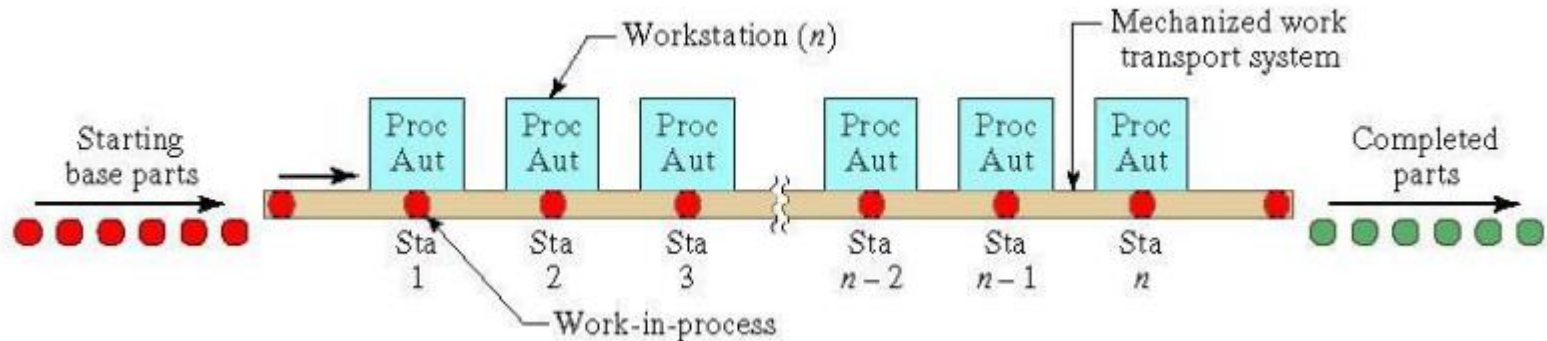 Workstation (n)
Mechanized work
transport system
Starting
base parts
Proc
Aut
Proc
Aut
Proc
Aut
Proc
Aut
Proc
Aut
Proc
Aut
Completed
parts
Sta
1
Sta
2
Sta
3
Sta
n – 2
Sta
n – 1
Sta
n
Work-in-process